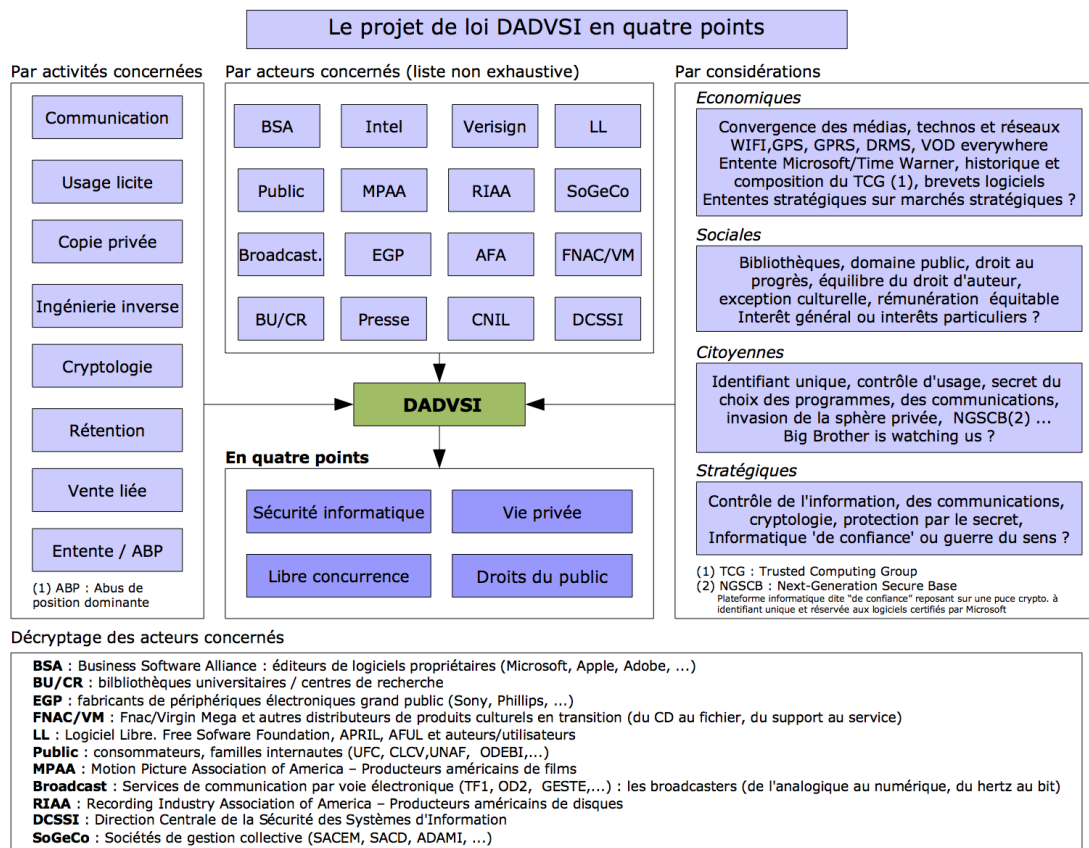 Le projet de loi DADVSI en quatre points
Par activités concernées
Communication
Usage licite
Copie privée
Ingénierie inverse
Cryptologie
Rétention
Vente liée
Entente / ABP
(1) ABP : Abus de
position dominante
Par acteurs concernés (liste non exhaustive)
BSA
Intel
Verisign
LL
Public
MPAA
RIAA
SoGeCo
Broadcast.
EGP
AFA
FNAC/VM
BU/CR
Presse
CNIL
DCSSI
DADVSI
En quatre points
Sécurité informatique
Vie privée
Libre concurrence
Droits du public
Par considérations
Economiques
Convergence des médias, technos et réseaux
WIFI,GPS, GPRS, DRMS, VOD everywhere
Entente Microsoft/Time Warner, historique et
composition du TCG (1), brevets logiciels
Ententes stratégiques sur marchés stratégiques ?
Sociales
Bibliothèques, domaine public, droit au
progrès, équilibre du droit d'auteur,
exception culturelle, rémunération équitable
Interêt général ou interêts particuliers ?
Citoyennes
Identifiant unique, contrôle d'usage, secret du
choix des programmes, des communications,
invasion de la sphère privée, NGSCB(2) ...
Big Brother is watching us ?
Stratégiques
Contrôle de l'information, des communications,
cryptologie, protection par le secret,
Informatique 'de confiance' ou guerre du sens ?
(1) TCG : Trusted Computing Group
(2) NGSCB : Next-Generation Secure Base
Plateforme informatique dite “de confiance” reposant sur une puce crypto. à
identifiant unique et réservée aux logiciels certifiés par Microsoft
Décryptage des acteurs concernés
BSA : Business Software Alliance : éditeurs de logiciels propriétaires (Microsoft, Apple, Adobe, ...)
BU/CR : bilbliothèques universitaires / centres de recherche
EGP : fabricants de périphériques électroniques grand public (Sony, Phillips, ...)
FNAC/VM : Fnac/Virgin Mega et autres distributeurs de produits culturels en transition (du CD au fichier, du support au service)
LL : Logiciel Libre. Free Sofware Foundation, APRIL, AFUL et auteurs/utilisateurs
Public : consommateurs, familles internautes (UFC, CLCV,UNAF, ODEBI,...)
MPAA : Motion Picture Association of America – Producteurs américains de films
Broadcast : Services de communication par voie électronique (TF1, OD2, GESTE,...) : les broadcasters (de l'analogique au numérique, du hertz au bit)
RIAA : Recording Industry Association of America – Producteurs américains de disques
DCSSI : Direction Centrale de la Sécurité des Systèmes d'Information
SoGeCo : Sociétés de gestion collective (SACEM, SACD, ADAMI, ...)